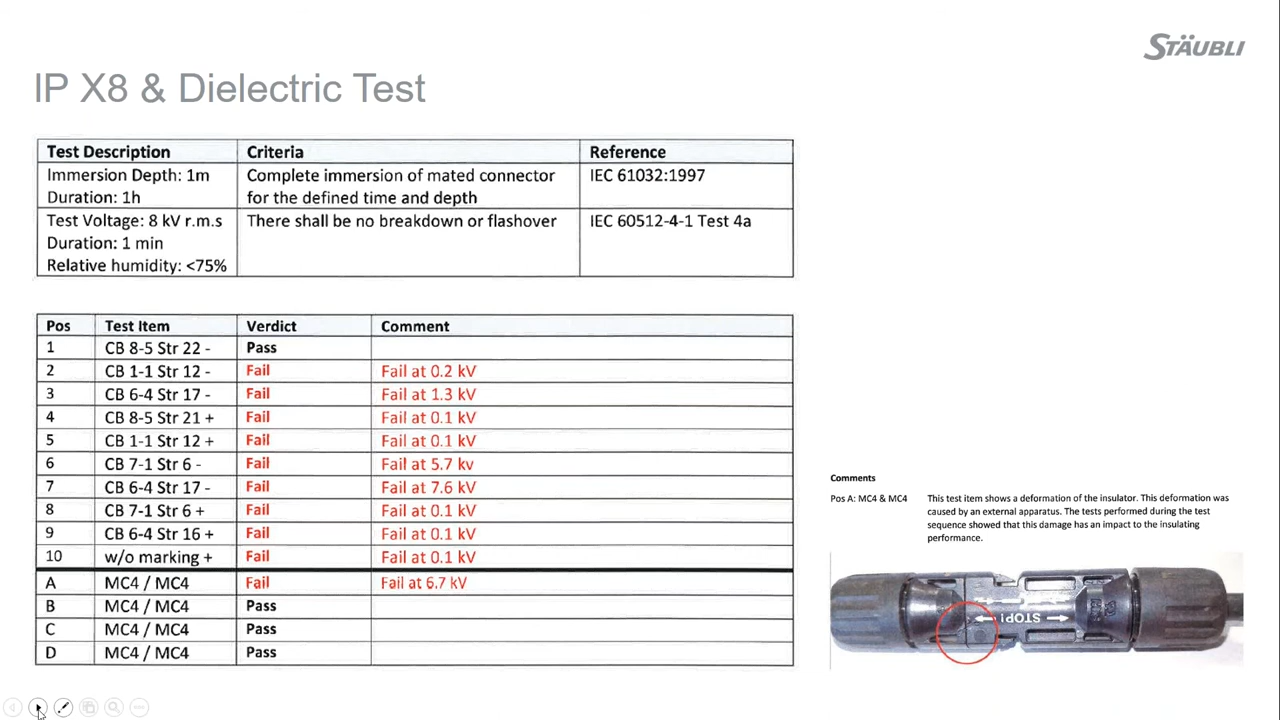 STÄUBLI
IP X8 & Dielectric Test
Test Description Criteria Reference
Immersion Depth: 1m Complete immersion of mated connector IEC 61032:1997
Duration: 1h for the defined time and depth
Test Voltage: 8 kV r.m.s There shall be no breakdown or flashover IEC 60512-4-1 Test 4a
Duration: 1 min
Relative humidity: <75%
Pos Test Item Verdict Comment
1 CB 8-5 Str 22 - Pass
2 CB 1-1 Str 12 - Fail Fail at 0.2 kV
3 CB 6-4 Str 17 - Fail Fail at 1.3 kV
4 CB 8-5 Str 21 + Fail Fail at 0.1 kV
5 CB 1-1 Str 12 + Fail Fail at 0.1 kV
6 CB 7-1 Str 6 - Fail Fail at 5.7 kv
7 CB 6-4 Str 17 - Fail Fail at 7.6 kV
8 CB 7-1 Str 6 + Fail Fail at 0.1 kV
9 CB 6-4 Str 16 + Fail Fail at 0.1 kV
10 w/o marking + Fail Fail at 0.1 kV
A MC4 / MC4 Fail Fail at 6.7 kV
B MC4 / MC4 Pass
C MC4 / MC4 Pass
D MC4 / MC4 Pass
Comments
Pos A: MC4 & MC4 This test item shows a deformation of the insulator. This deformation was
caused by an external apparatus. The tests performed during the test
sequence showed that this damage has an impact to the insulating
performance.
STOP!